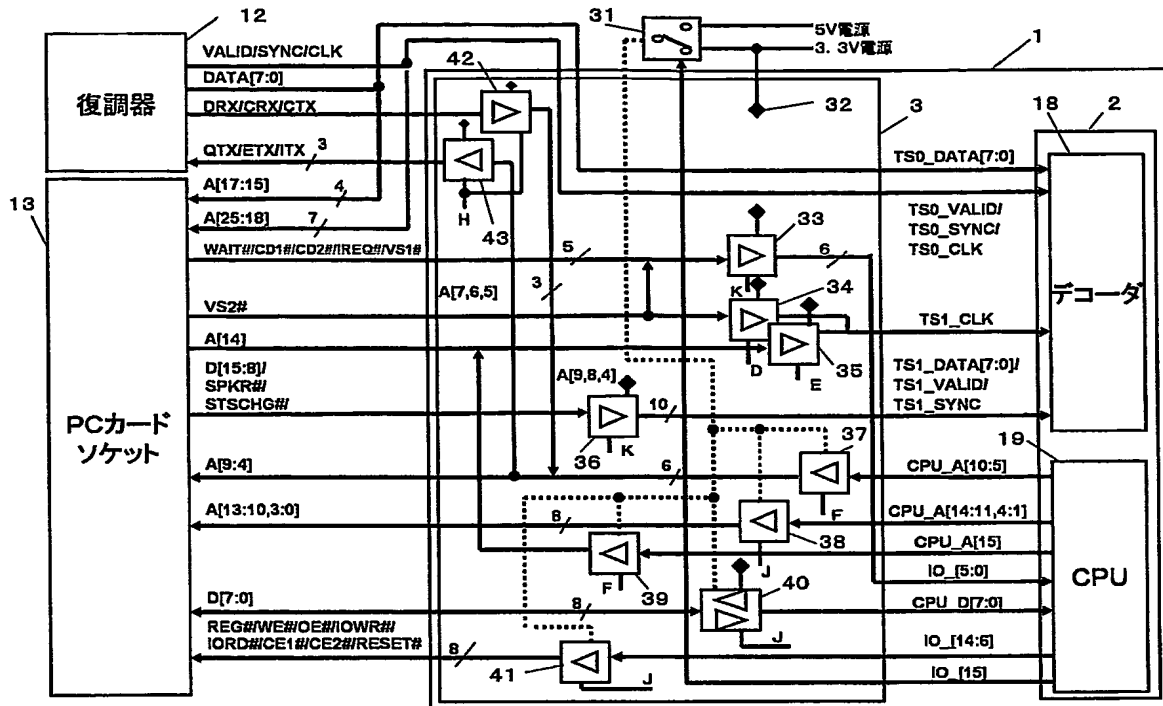 12
復調器
VALID/SYNC/CLK
DATA[7:0]
DRX/CRX/CTX
QTX/ETX/ITX
3
13
PCカード
ソケット
A[17:15]
4
A[25:18]
7
WAIT#/CD1#/CD2#/IREQ#/VS1#
5
VS2#
A[14]
D[15:8]/
SPKR#/
STSCHG#/
A[9:4]
A[13:10,3:0]
8
D[7:0]
8
REG#/WE#/OE#/IOWR#/
IORD#/CE1#/CE2#/RESET#
8
31
5V電源
3. 3V電源
32
1
3
42
43
H
A[7,6,5]
3
33
K
6
34
D
35
E
A[9,8,4]
36
K
10
37
F
6
38
J
39
F
40
J
41
J
18
2
TS0_DATA[7:0]
TS0_VALID/
TS0_SYNC/
TS0_CLK
デコーダ
TS1_CLK
TS1_DATA[7:0]/
TS1_VALID/
TS1_SYNC
19
CPU
CPU_A[10:5]
CPU_A[14:11,4:1]
CPU_A[15]
IO_[5:0]
CPU_D[7:0]
IO_[14:6]
IO_[15]